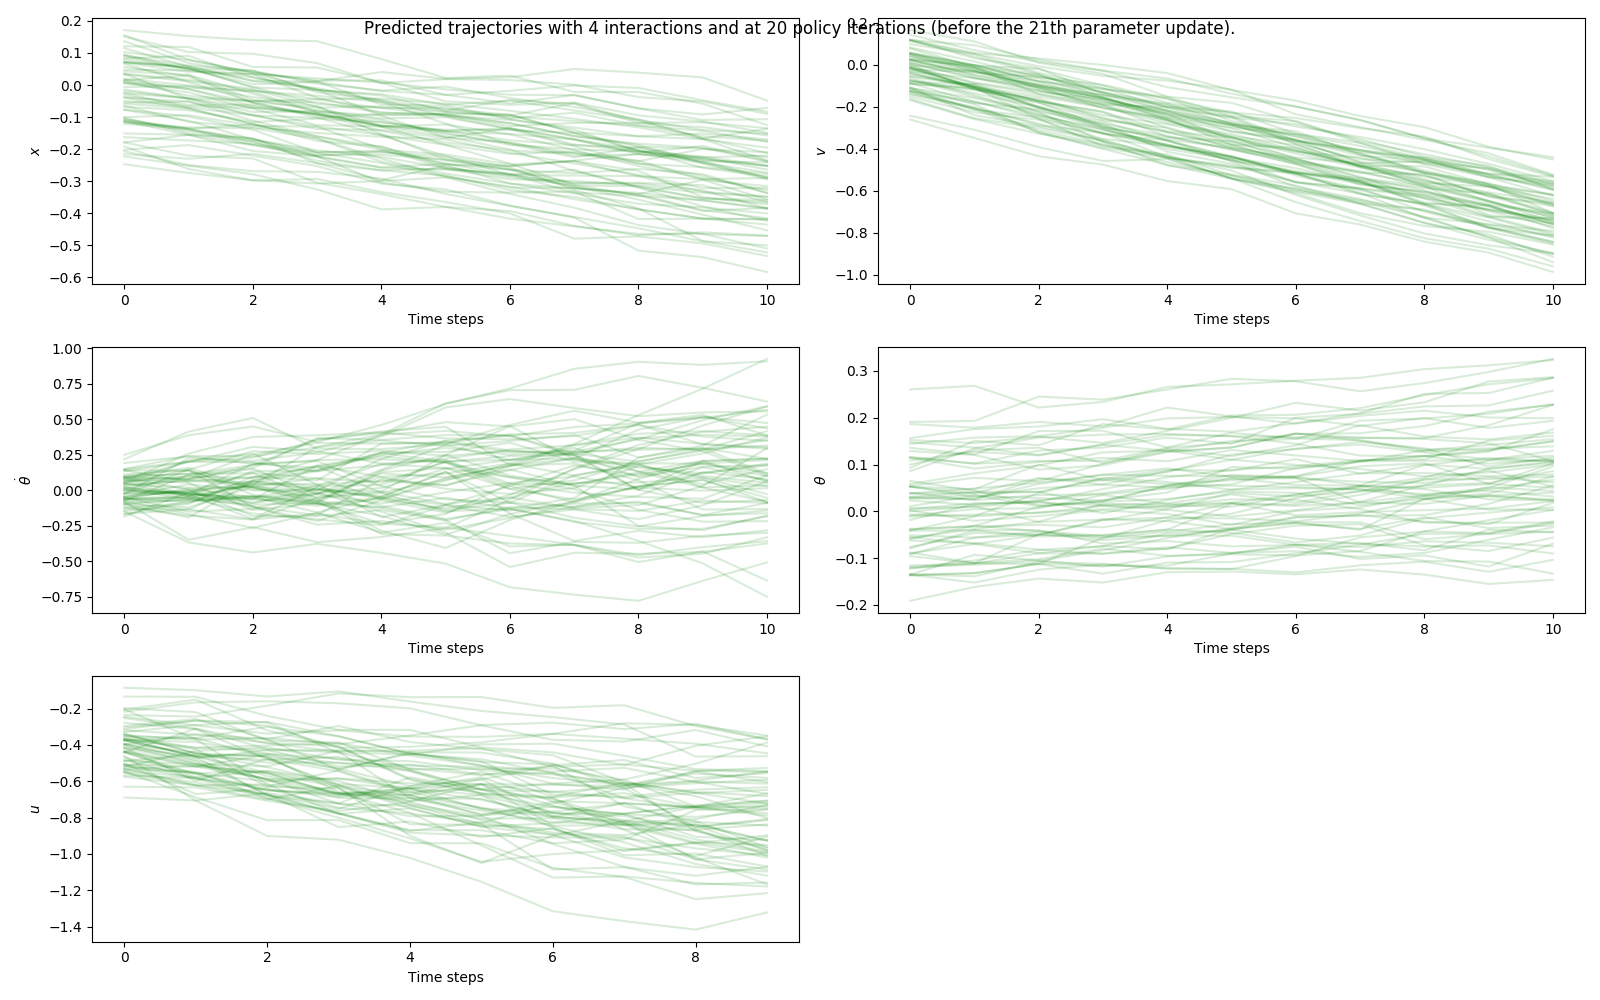 Predicted trajectories with 4 interactions and at 20 policy iterations (before the 21th parameter update).
0.2
0.1
0.0
−0.1
−0.2
−0.3
−0.4
−0.5
−0.6
x
0 2 4 6 8 10
Time steps
0.2
0.0
−0.2
−0.4
−0.6
−0.8
−1.0
v
0 2 4 6 8 10
Time steps
1.00
0.75
0.50
0.25
0.00
−0.25
−0.50
−0.75
θ̇
0 2 4 6 8 10
Time steps
0.3
0.2
0.1
0.0
−0.1
−0.2
θ
0 2 4 6 8 10
Time steps
−0.2
−0.4
−0.6
−0.8
−1.0
−1.2
−1.4
u
0 2 4 6 8
Time steps